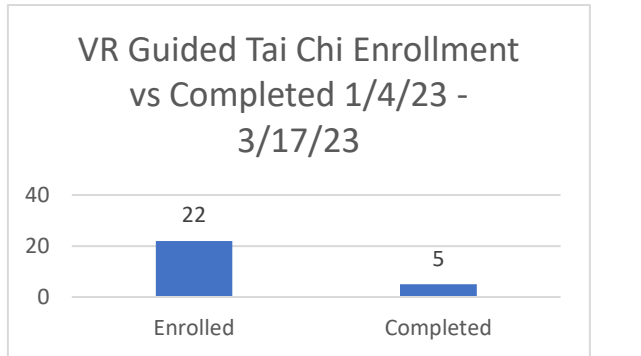 VR Guided Tai Chi Enrollment
vs Completed 1/4/23 -
3/17/23
40
22
20
5
0
Enrolled Completed